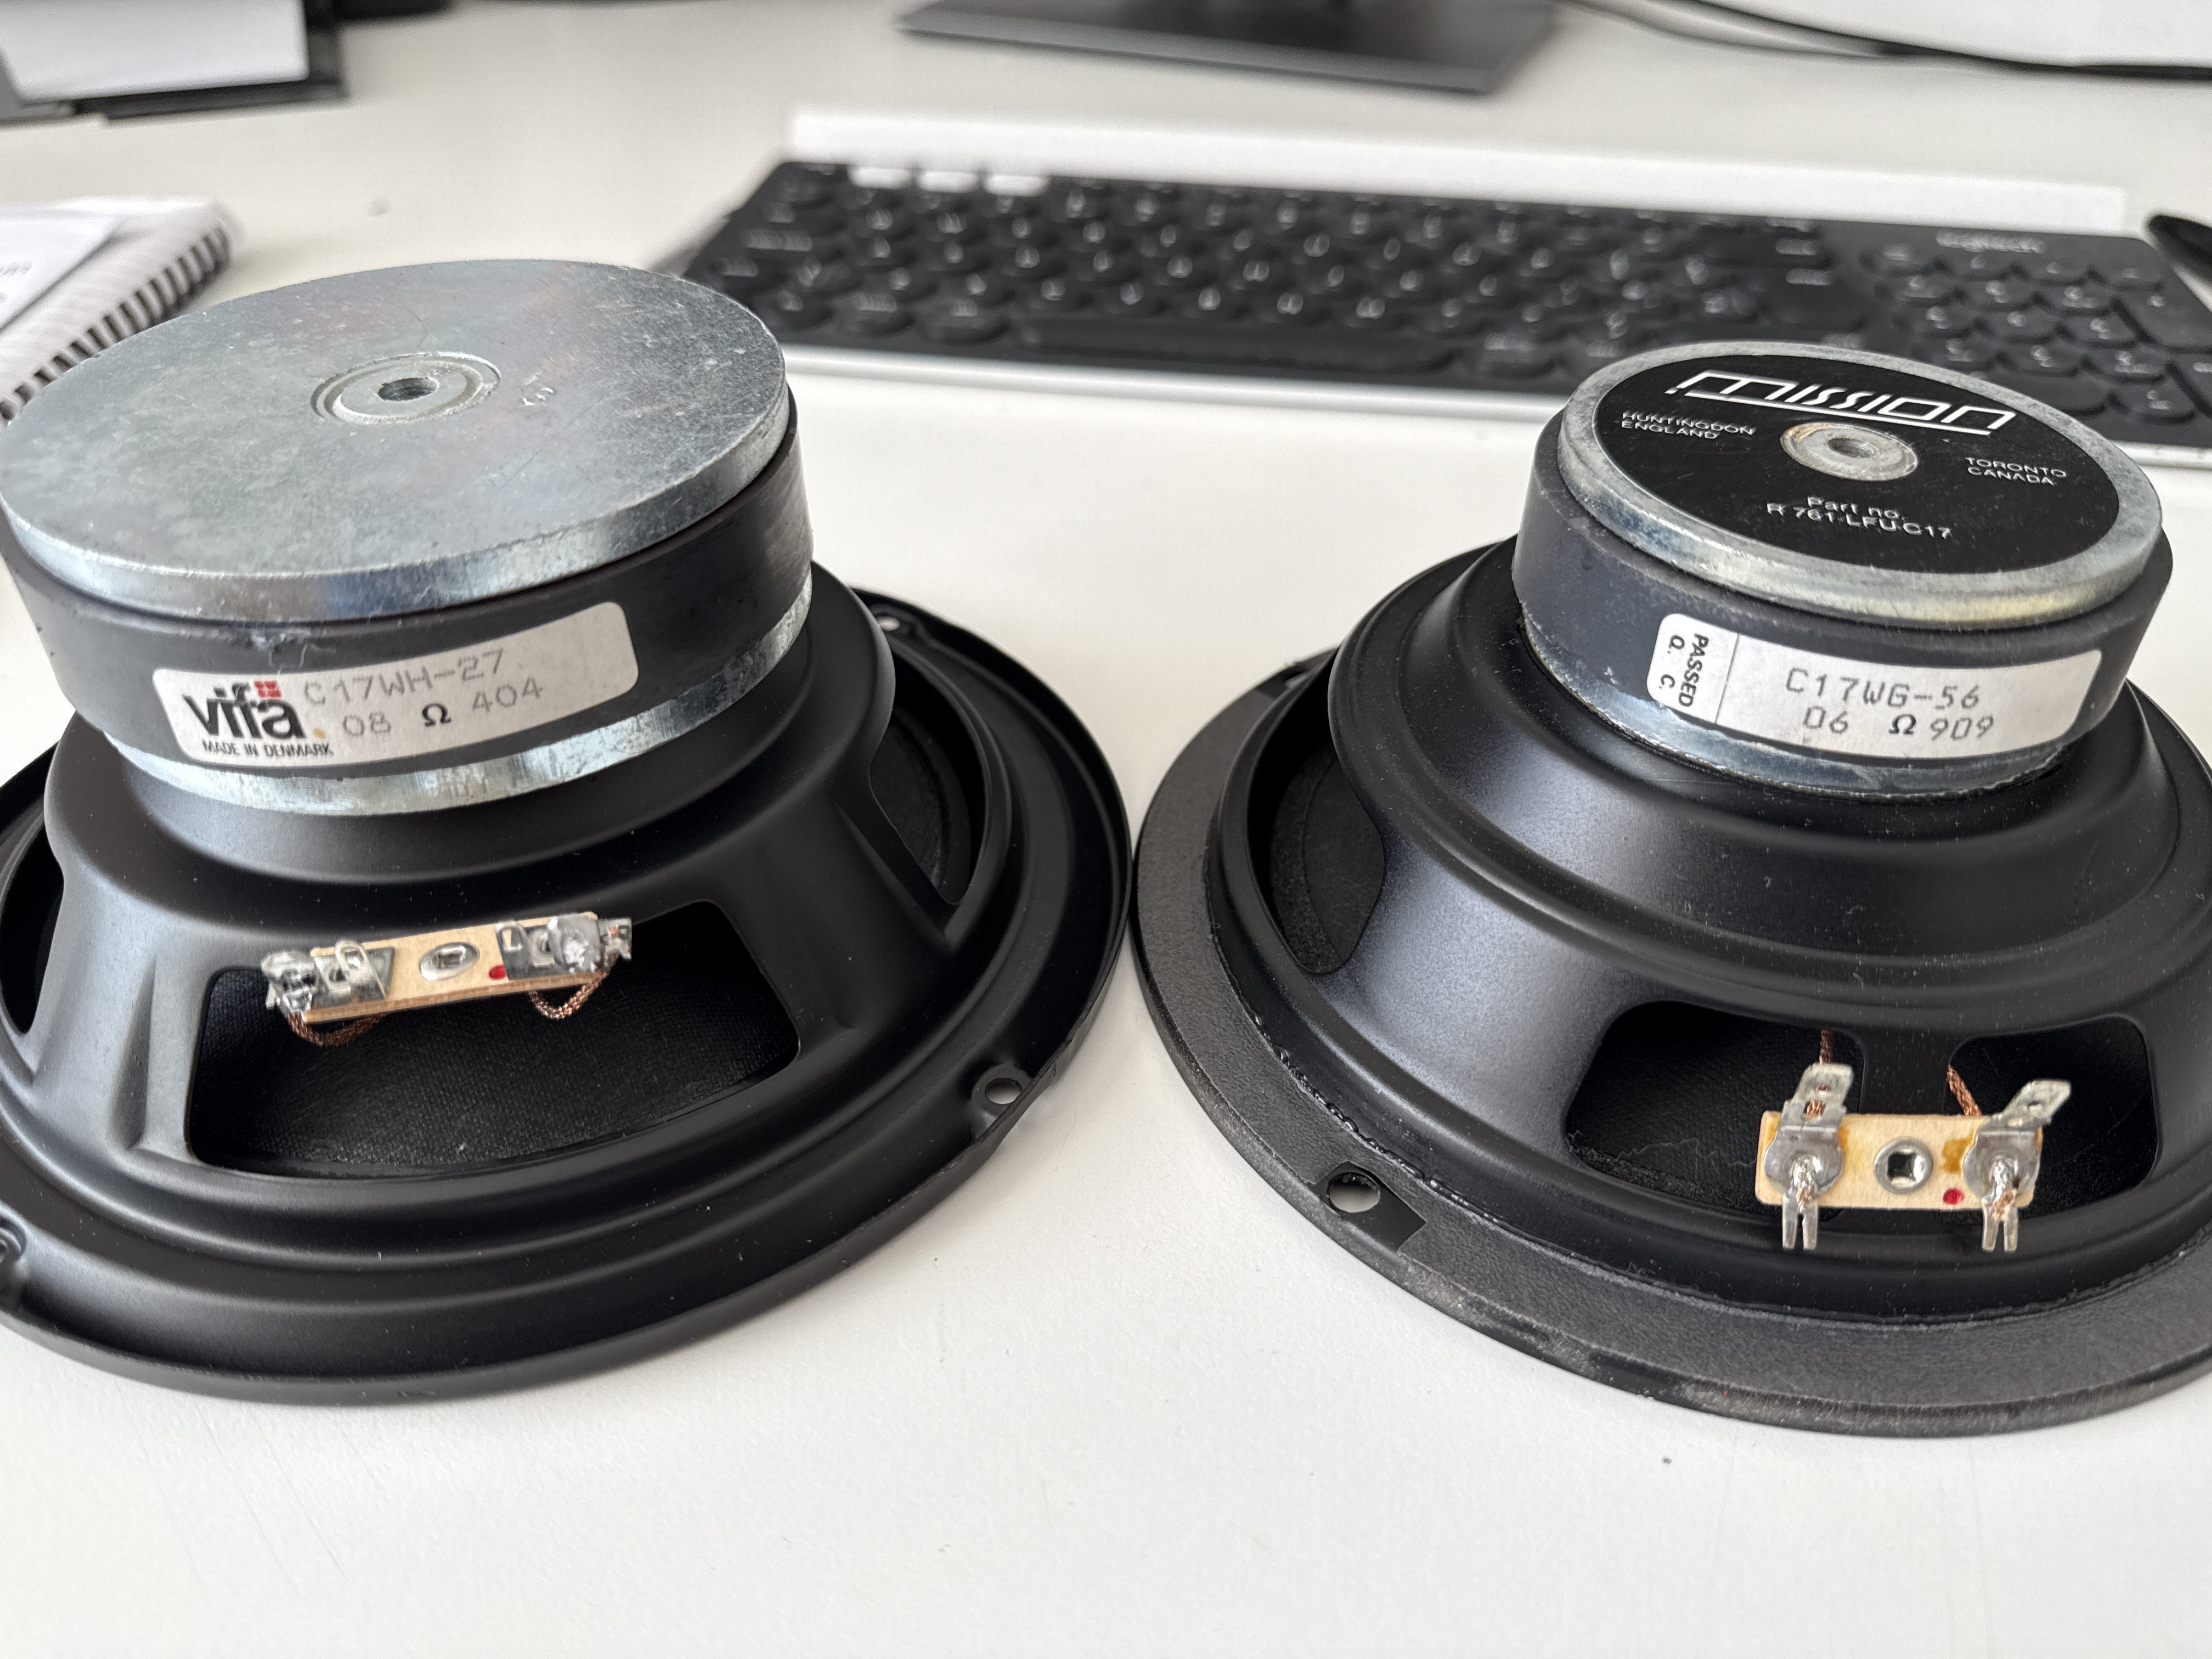 vifa C17WH-27
08 Ω 404
MADE IN DENMARK
mission
HUNTINGDON
ENGLAND
TORONTO
CANADA
Part no.
R 761·LFU·C17
PASSED
Q. C.
C17WG-56
06 Ω 909
logitech